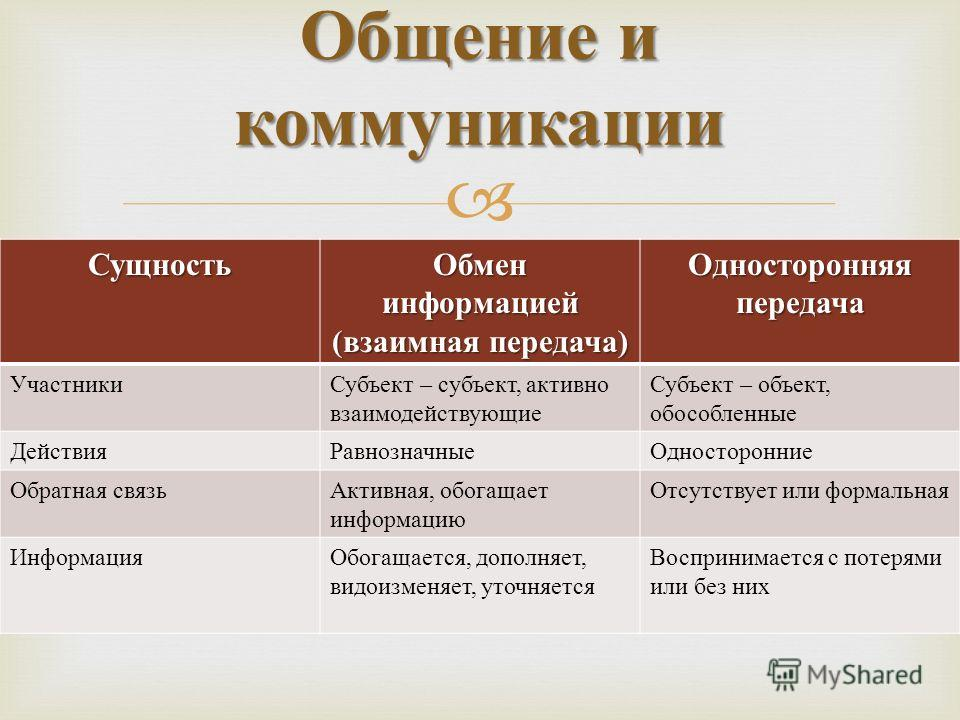 Общение и
коммуникации
Сущность
Обмен
информацией
(взаимная передача)
Односторонняя
передача
Участники
Субъект – субъект, активно
взаимодействующие
Субъект – объект,
обособленные
Действия
Равнозначные
Односторонние
Обратная связь
Активная, обогащает
информацию
Отсутствует или формальная
Информация
Обогащается, дополняет,
видоизменяет, уточняется
Воспринимается с потерями
или без них
MyShared